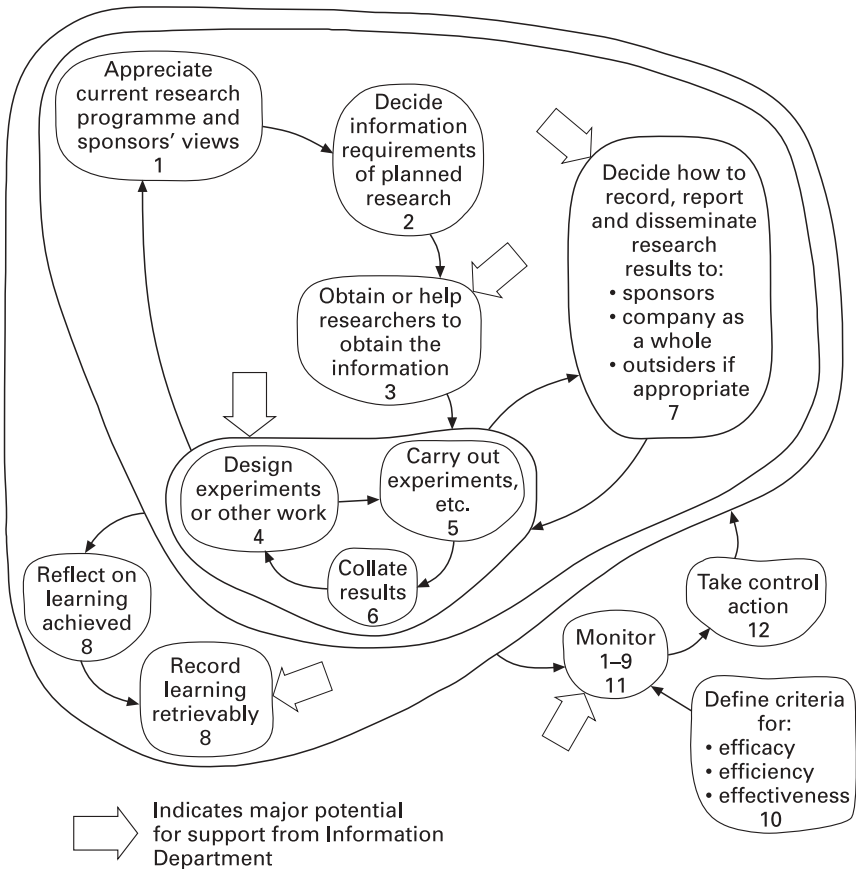 Appreciate
current research
programme and
sponsors’ views
1
Decide
information
requirements
of planned
research
2
Obtain or help
researchers to
obtain the
information
3
Design
experiments
or other work
4
Carry out
experiments,
etc.
5
Collate
results
6
Decide how to
record, report
and disseminate
research
results to:
• sponsors
• company as
a whole
• outsiders if
appropriate
7
Reflect on
learning
achieved
8
Record
learning
retrievably
8
Monitor
1–9
11
Take control
action
12
Define criteria
for:
• efficacy
• efficiency
• effectiveness
10
Indicates major potential
for support from Information
Department